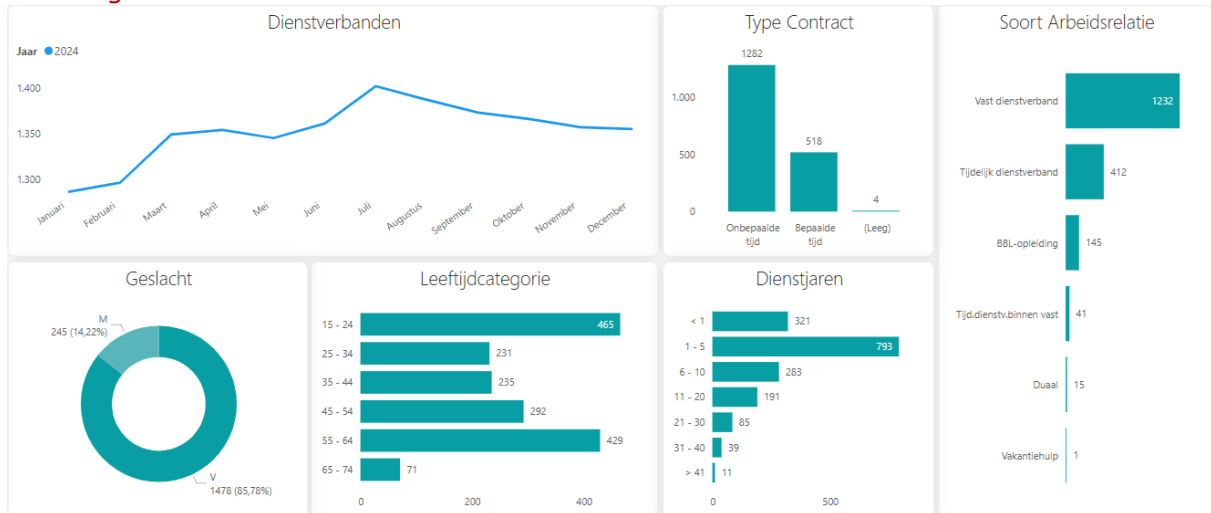 Dienstverbanden
Jaar 2024
1.400
1.350
1.300
Januari Februari Maart April Mei Juni Juli Augustus September Oktober November December
Type Contract
1282
1.000
518
500
4
0
Onbepaalde tijd
Bepaalde tijd
(Leeg)
Soort Arbeidsrelatie
Vast dienstverband 1232
Tijdelijk dienstverband 412
BBL-opleiding 145
Tijd.dienstv.binnen vast 41
Duaal 15
Vakantiehulp 1
Geslacht
M
245 (14,22%)
V
1478 (85,78%)
Leeftijdcategorie
15 - 24 465
25 - 34 231
35 - 44 235
45 - 54 292
55 - 64 429
65 - 74 71
0 200 400
Dienstjaren
< 1 321
1 - 5 793
6 - 10 283
11 - 20 191
21 - 30 85
31 - 40 39
> 41 11
0 500